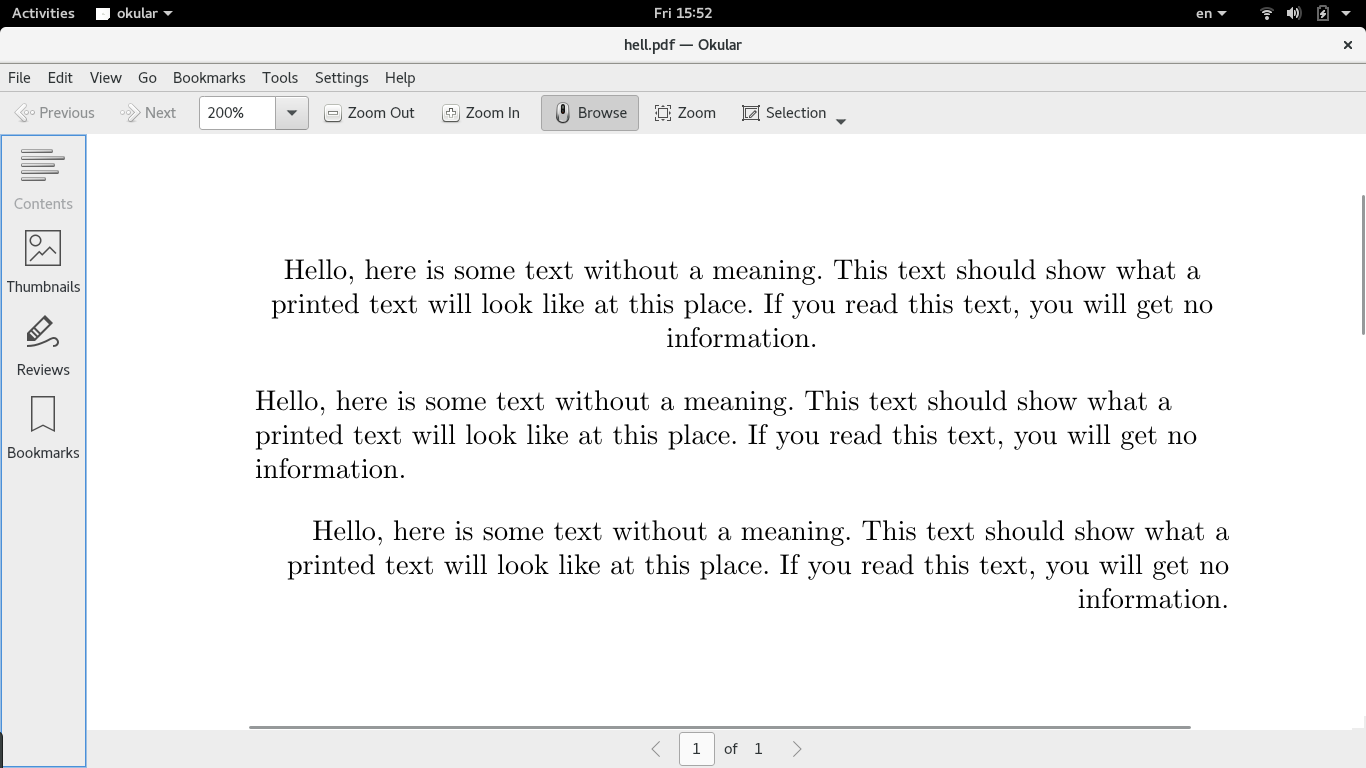 Activities okular Fri 15:52 en
hell.pdf — Okular
File Edit View Go Bookmarks Tools Settings Help
Previous Next 200% Zoom Out Zoom In Browse Zoom Selection
Contents
Thumbnails
Reviews
Bookmarks
Hello, here is some text without a meaning. This text should show what a
printed text will look like at this place. If you read this text, you will get no
information.
Hello, here is some text without a meaning. This text should show what a
printed text will look like at this place. If you read this text, you will get no
information.
Hello, here is some text without a meaning. This text should show what a
printed text will look like at this place. If you read this text, you will get no
information.
1 of 1